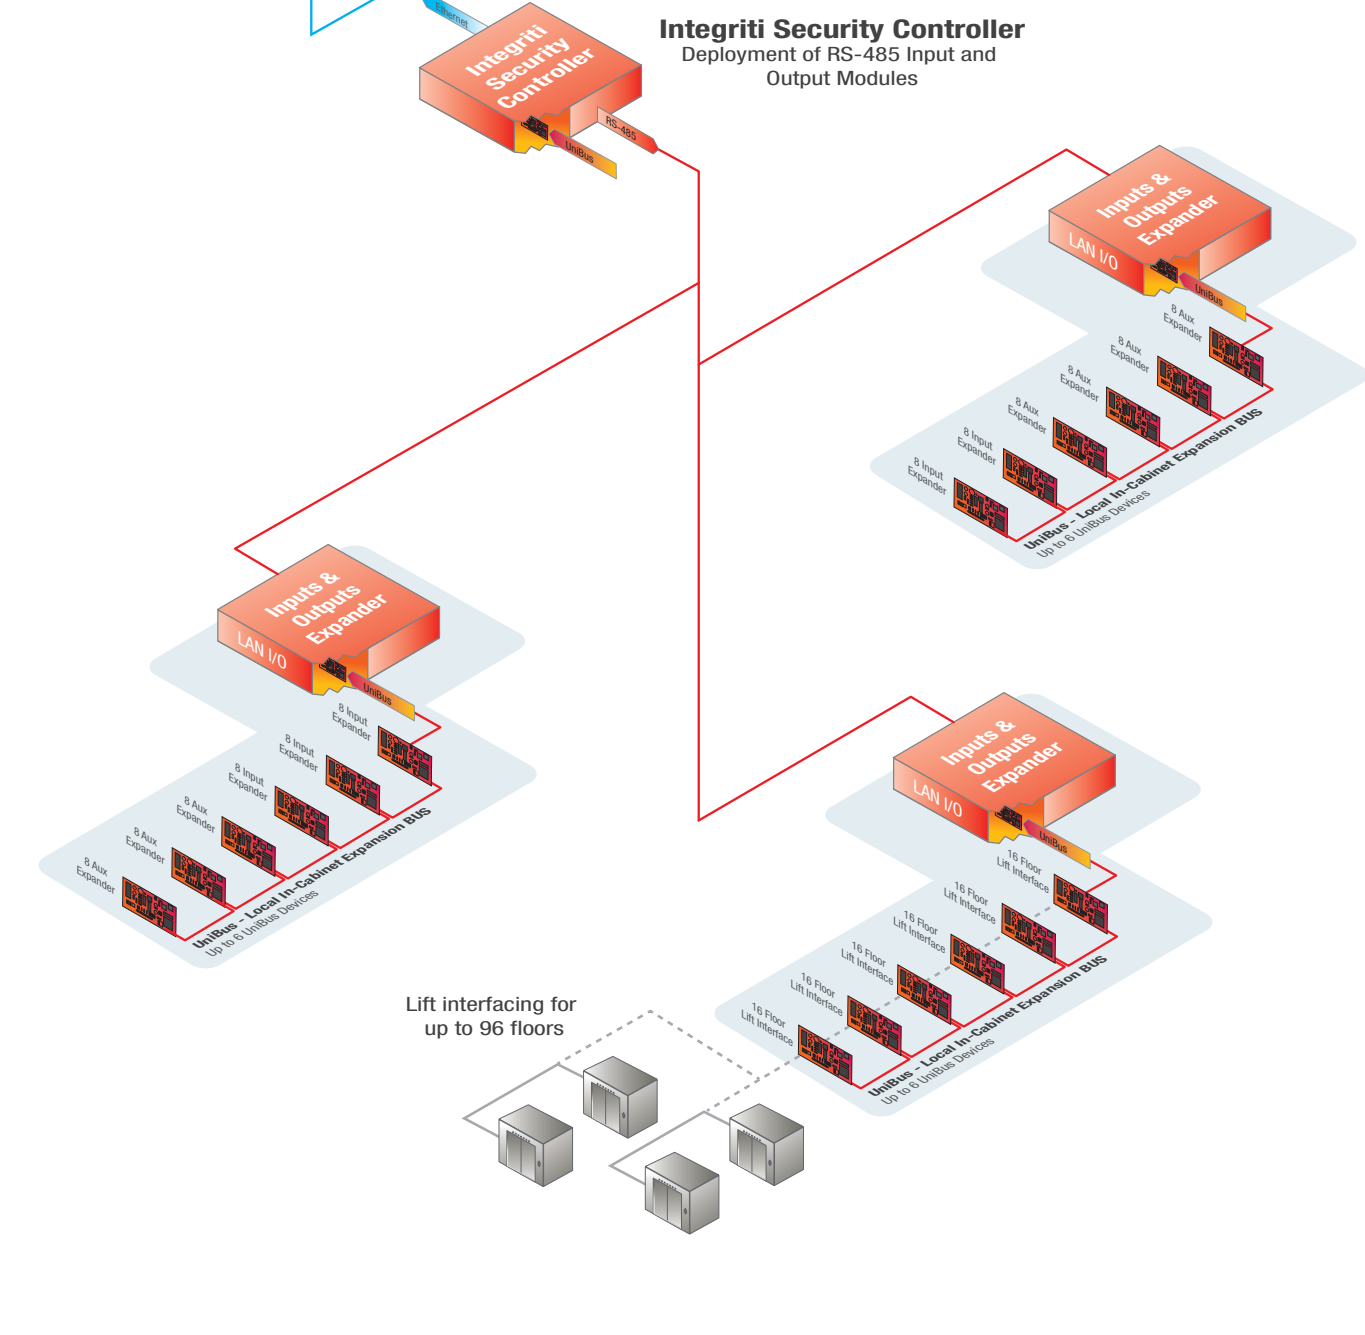 Ethernet
Integriti Security Controller
Deployment of RS-485 Input and
Output Modules
Integriti
Security
Controller
RS-485
UniBus
Inputs &
Outputs
Expander
LAN I/O
UniBus
8 Aux
Expander
8 Aux
Expander
8 Aux
Expander
8 Aux
Expander
8 Input
Expander
8 Input
Expander
UniBus - Local In-Cabinet Expansion BUS
Up to 6 UniBus Devices
Inputs &
Outputs
Expander
LAN I/O
UniBus
8 Input
Expander
8 Input
Expander
8 Input
Expander
8 Aux
Expander
8 Aux
Expander
8 Aux
Expander
UniBus - Local In-Cabinet Expansion BUS
Up to 6 UniBus Devices
Inputs &
Outputs
Expander
LAN I/O
UniBus
16 Floor
Lift Interface
16 Floor
Lift Interface
16 Floor
Lift Interface
16 Floor
Lift Interface
16 Floor
Lift Interface
16 Floor
Lift Interface
UniBus - Local In-Cabinet Expansion BUS
Up to 6 UniBus Devices
Lift interfacing for
up to 96 floors